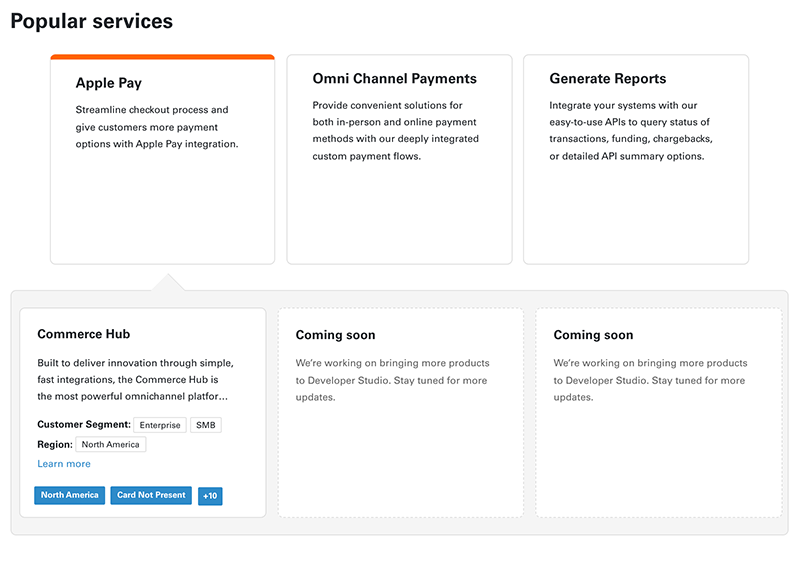 Popular services
Apple Pay
Streamline checkout process and
give customers more payment
options with Apple Pay integration.
Omni Channel Payments
Provide convenient solutions for
both in-person and online payment
methods with our deeply integrated
custom payment flows.
Generate Reports
Integrate your systems with our
easy-to-use APIs to query status of
transactions, funding, chargebacks,
or detailed API summary options.
Commerce Hub
Built to deliver innovation through simple,
fast integrations, the Commerce Hub is
the most powerful omnichannel platfor...
Customer Segment: Enterprise SMB
Region: North America
Learn more
North America Card Not Present +10
Coming soon
We're working on bringing more products
to Developer Studio. Stay tuned for more
updates.
Coming soon
We're working on bringing more products
to Developer Studio. Stay tuned for more
updates.